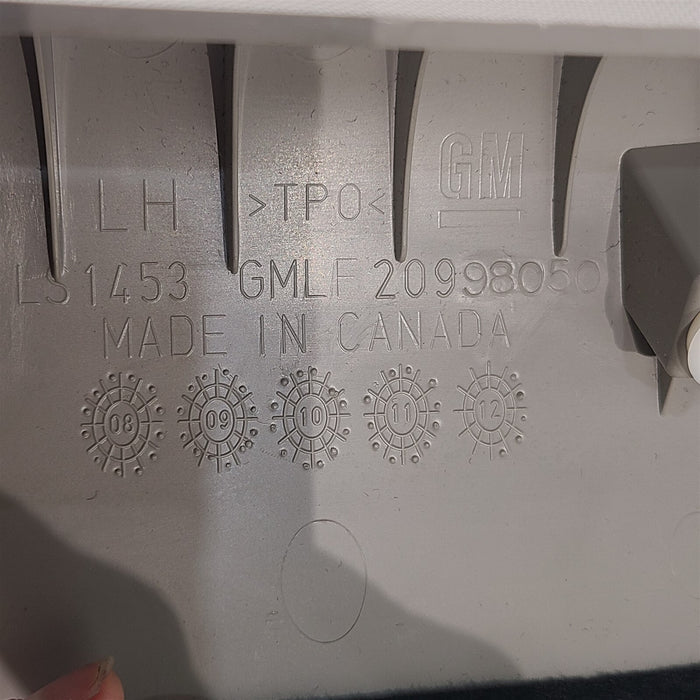 GM
LH >TPO<
LS1453 GMLF 20998050
MADE IN CANADA
08 09 10 11 12